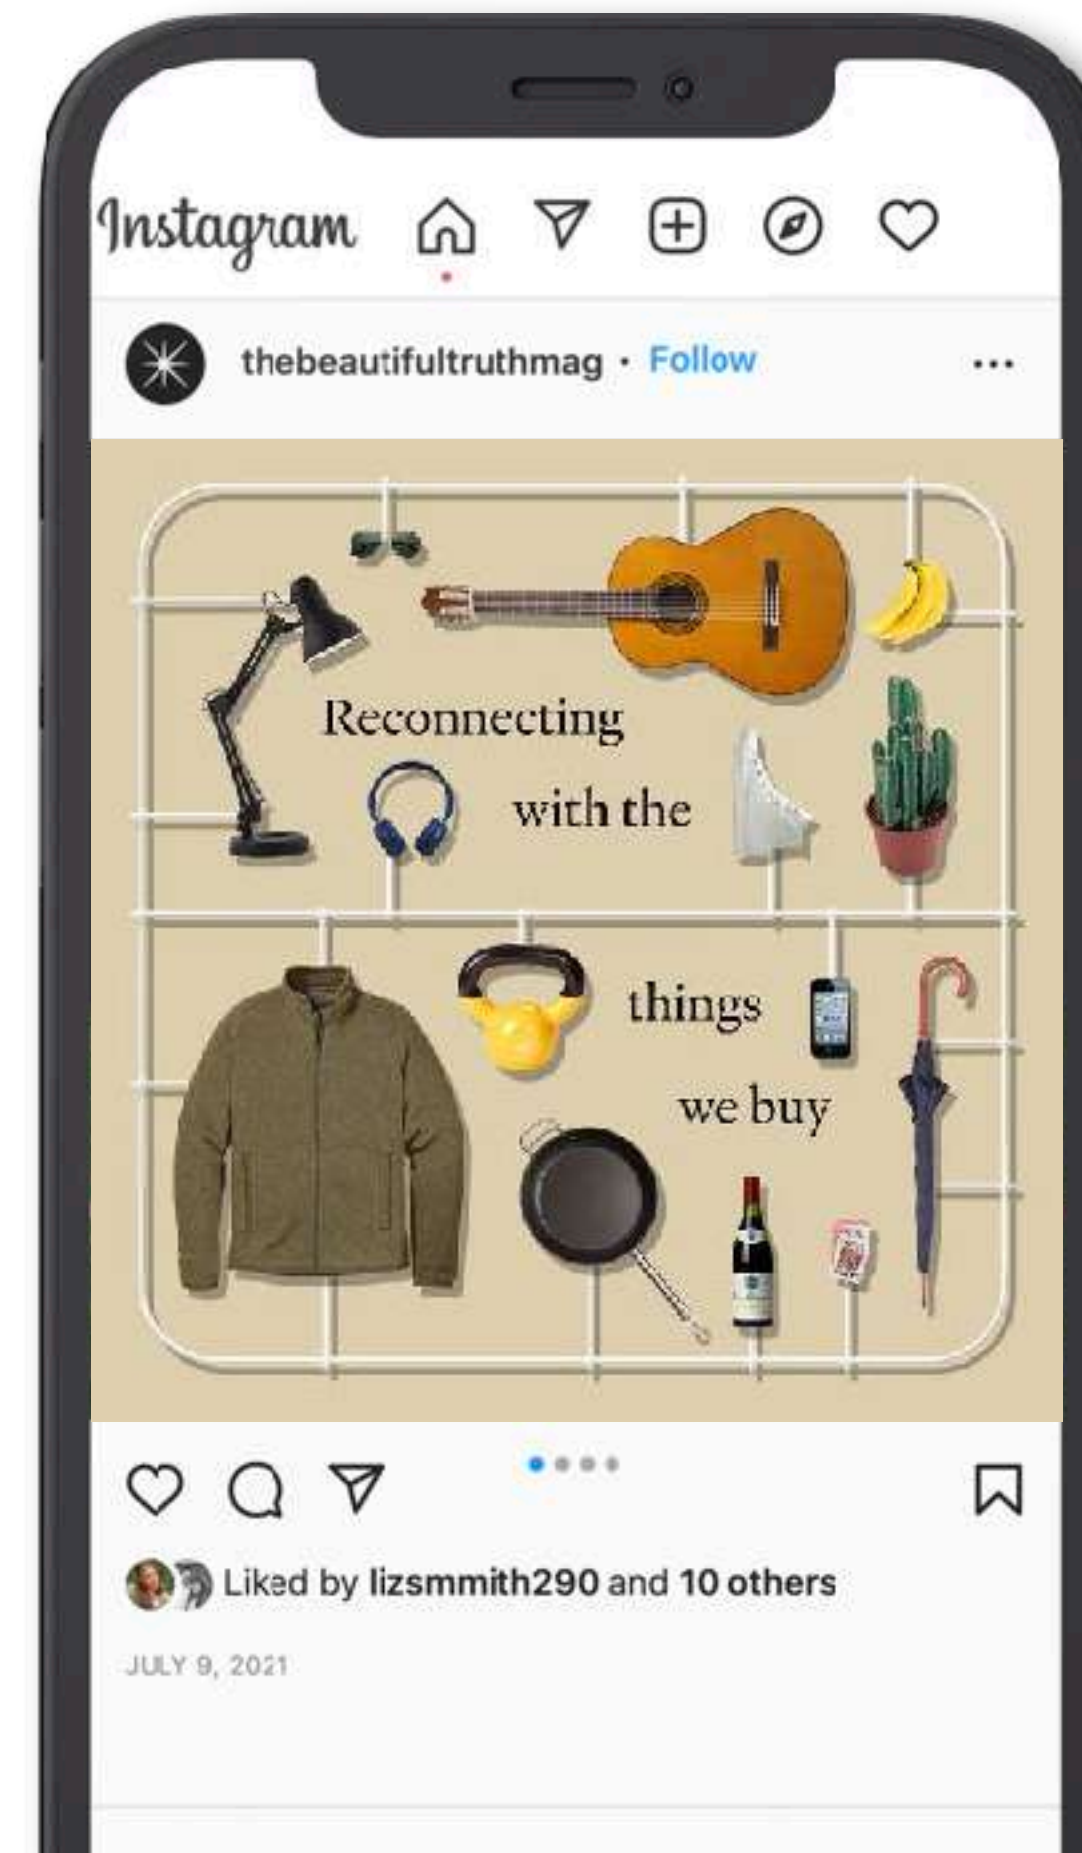 Instagram
thebeautifultruthmag • Follow
Reconnecting
with the
things
we buy
Liked by lizsmmith290 and 10 others
JULY 9, 2021